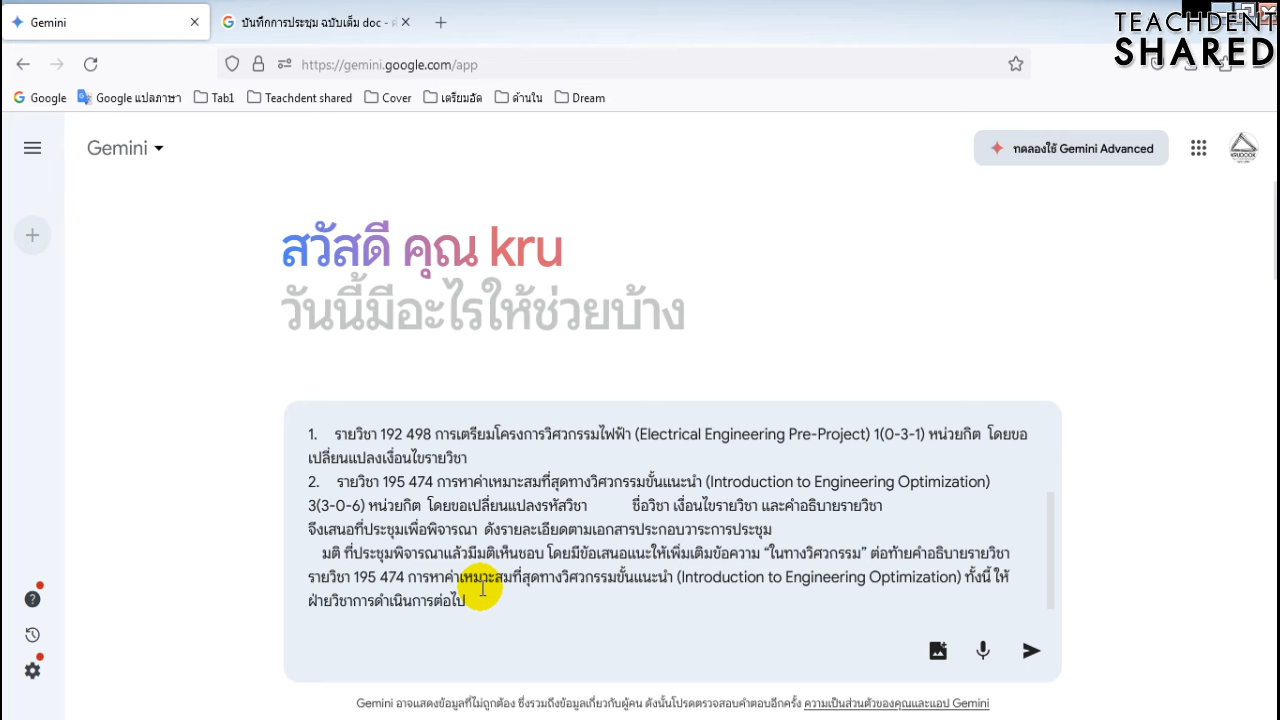 Gemini
บันทึกการประชุม ฉบับเต็ม doc -
TEACHDENT
SHARED
https://gemini.google.com/app
Google
Google แปลภาษา
Tab1
Teachdent shared
Cover
เตรียมอัด
ด้านใน
Dream
Gemini
ทดลองใช้ Gemini Advanced
สวัสดี คุณ kru
วันนี้มีอะไรให้ช่วยบ้าง
1. รายวิชา 192 498 การเตรียมโครงการวิศวกรรมไฟฟ้า (Electrical Engineering Pre-Project) 1(0-3-1) หน่วยกิต โดยขอ
เปลี่ยนแปลงเงื่อนไขรายวิชา
2. รายวิชา 195 474 การหาค่าเหมาะสมที่สุดทางวิศวกรรมขั้นแนะนำ (Introduction to Engineering Optimization)
3(3-0-6) หน่วยกิต โดยขอเปลี่ยนแปลงรหัสวิชา ชื่อวิชา เงื่อนไขรายวิชา และคำอธิบายรายวิชา
จึงเสนอที่ประชุมเพื่อพิจารณา ดังรายละเอียดตามเอกสารประกอบวาระการประชุม
มติ ที่ประชุมพิจารณาแล้วมีมติเห็นชอบ โดยมีข้อเสนอแนะให้เพิ่มเติมข้อความ “ในทางวิศวกรรม” ต่อท้ายคำอธิบายรายวิชา
รายวิชา 195 474 การหาค่าเหมาะสมที่สุดทางวิศวกรรมขั้นแนะนำ (Introduction to Engineering Optimization) ทั้งนี้ ให้
ฝ่ายวิชาการดำเนินการต่อไป
Gemini อาจแสดงข้อมูลที่ไม่ถูกต้อง ซึ่งรวมถึงข้อมูลเกี่ยวกับผู้คน ดังนั้นโปรดตรวจสอบคำตอบอีกครั้ง ความเป็นส่วนตัวของคุณและแอป Gemini